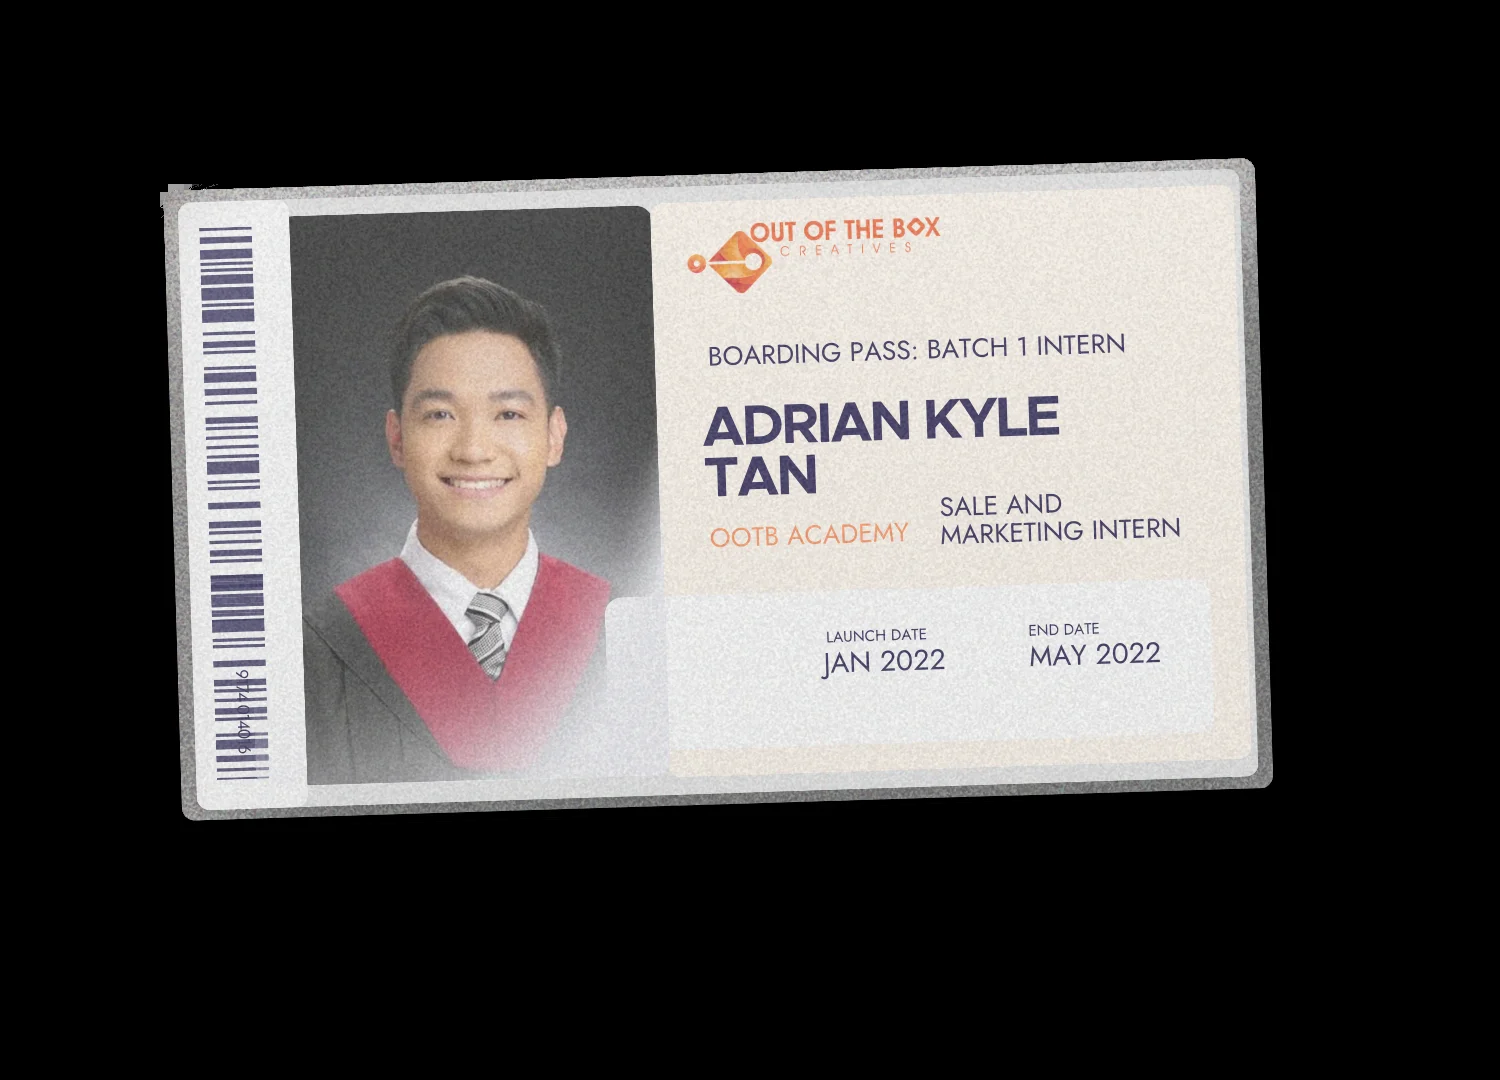 OUT OF THE BOX
CREATIVES
BOARDING PASS: BATCH 1 INTERN
ADRIAN KYLE
TAN
OOTB ACADEMY
SALE AND
MARKETING INTERN
LAUNCH DATE
JAN 2022
END DATE
MAY 2022